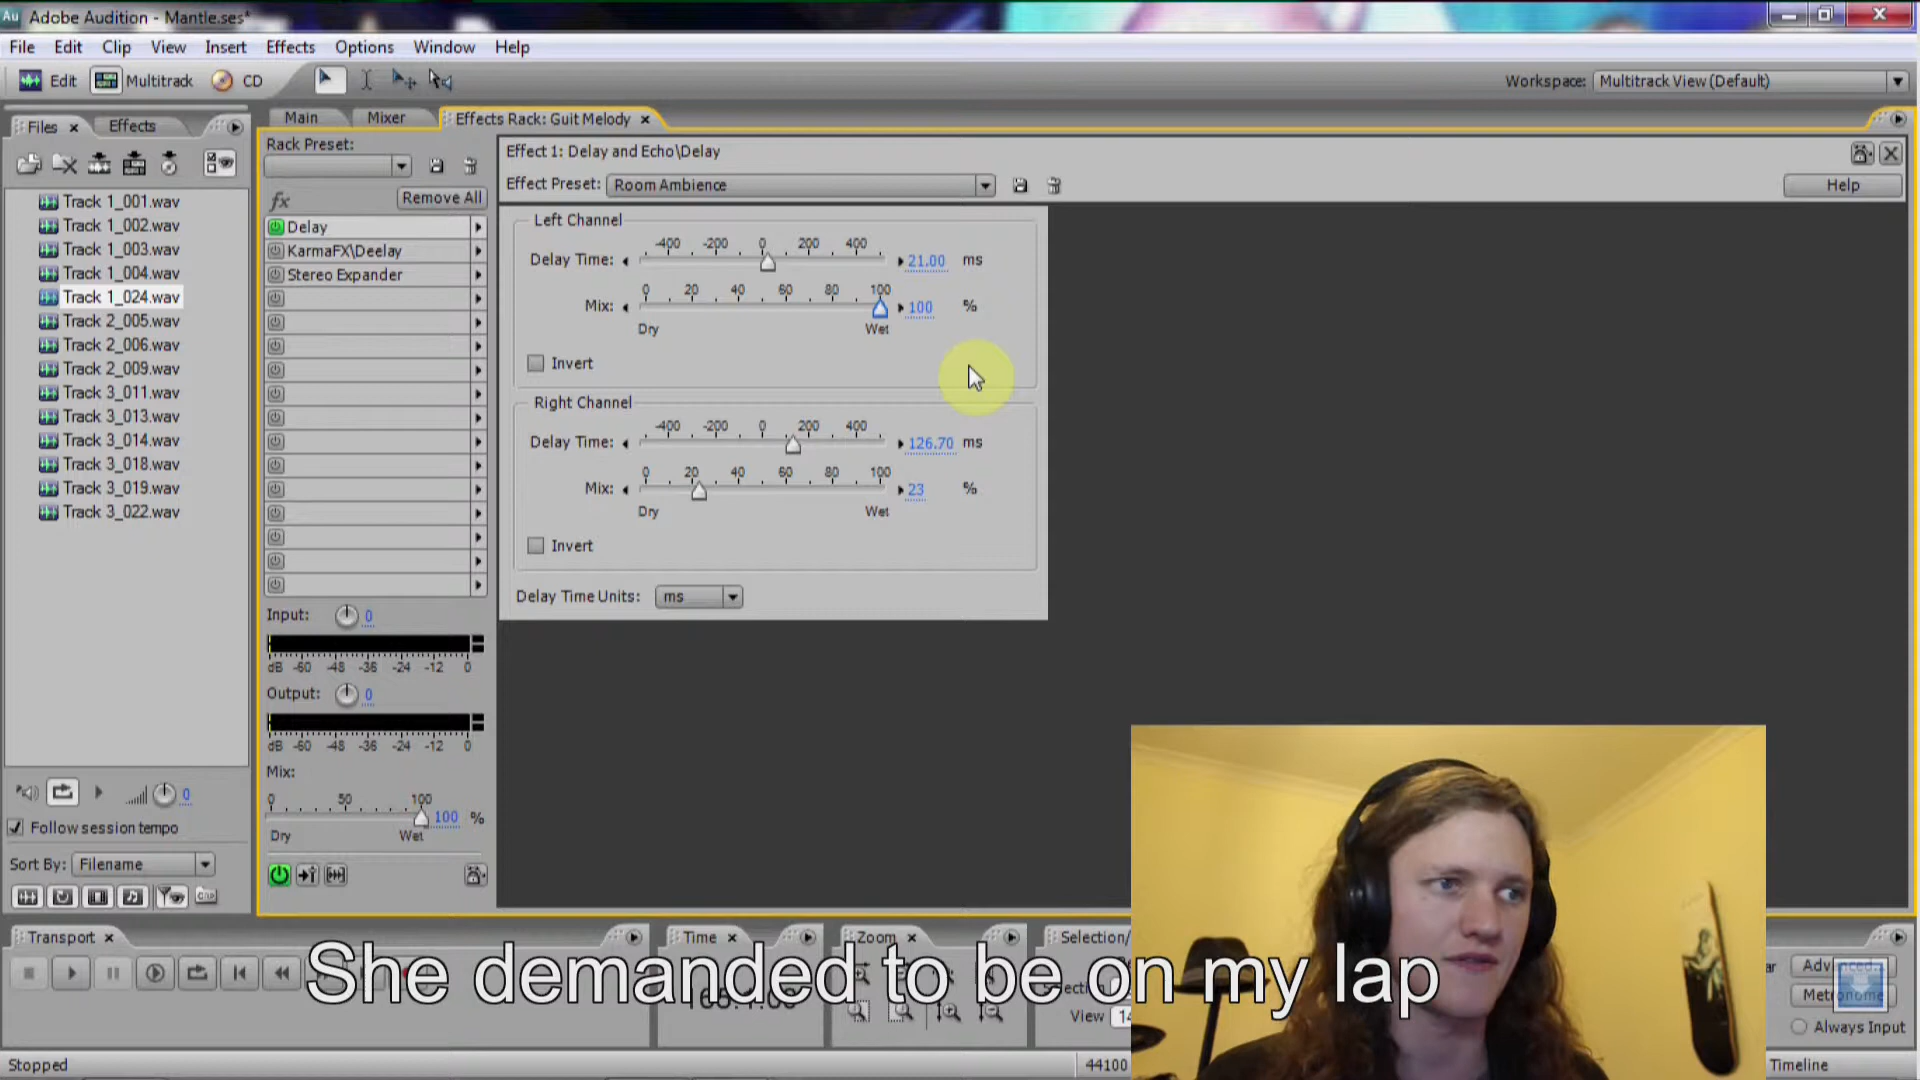 Au Adobe Audition - Mantle.ses*
File Edit Clip View Insert Effects Options Window Help
Edit Multitrack CD
Workspace: Multitrack View (Default)
Files Effects
Main Mixer Effects Rack: Guit Melody
Track 1_001.wav
Track 1_002.wav
Track 1_003.wav
Track 1_004.wav
Track 1_024.wav
Track 2_005.wav
Track 2_006.wav
Track 2_009.wav
Track 3_011.wav
Track 3_013.wav
Track 3_014.wav
Track 3_018.wav
Track 3_019.wav
Track 3_022.wav
0
Follow session tempo
Sort By: Filename
Rack Preset:
fx Remove All
Delay
KarmaFX\Deelay
Stereo Expander
Input: 0
dB -60 -48 -36 -24 -12 0
Output: 0
dB -60 -48 -36 -24 -12 0
Mix:
0 50 100
100 %
Dry Wet
Effect 1: Delay and Echo\Delay
Effect Preset: Room Ambience
Help
Left Channel
-400 -200 0 200 400
Delay Time: 21.00 ms
0 20 40 60 80 100
Mix: 100 %
Dry Wet
Invert
Right Channel
-400 -200 0 200 400
Delay Time: 126.70 ms
0 20 40 60 80 100
Mix: 23 %
Dry Wet
Invert
Delay Time Units: ms
Transport Time Zoom Selection/
She demanded to be on my lap
Selection
View 14
Advanced...
Metronome
Always Input
Stopped
44100
Timeline